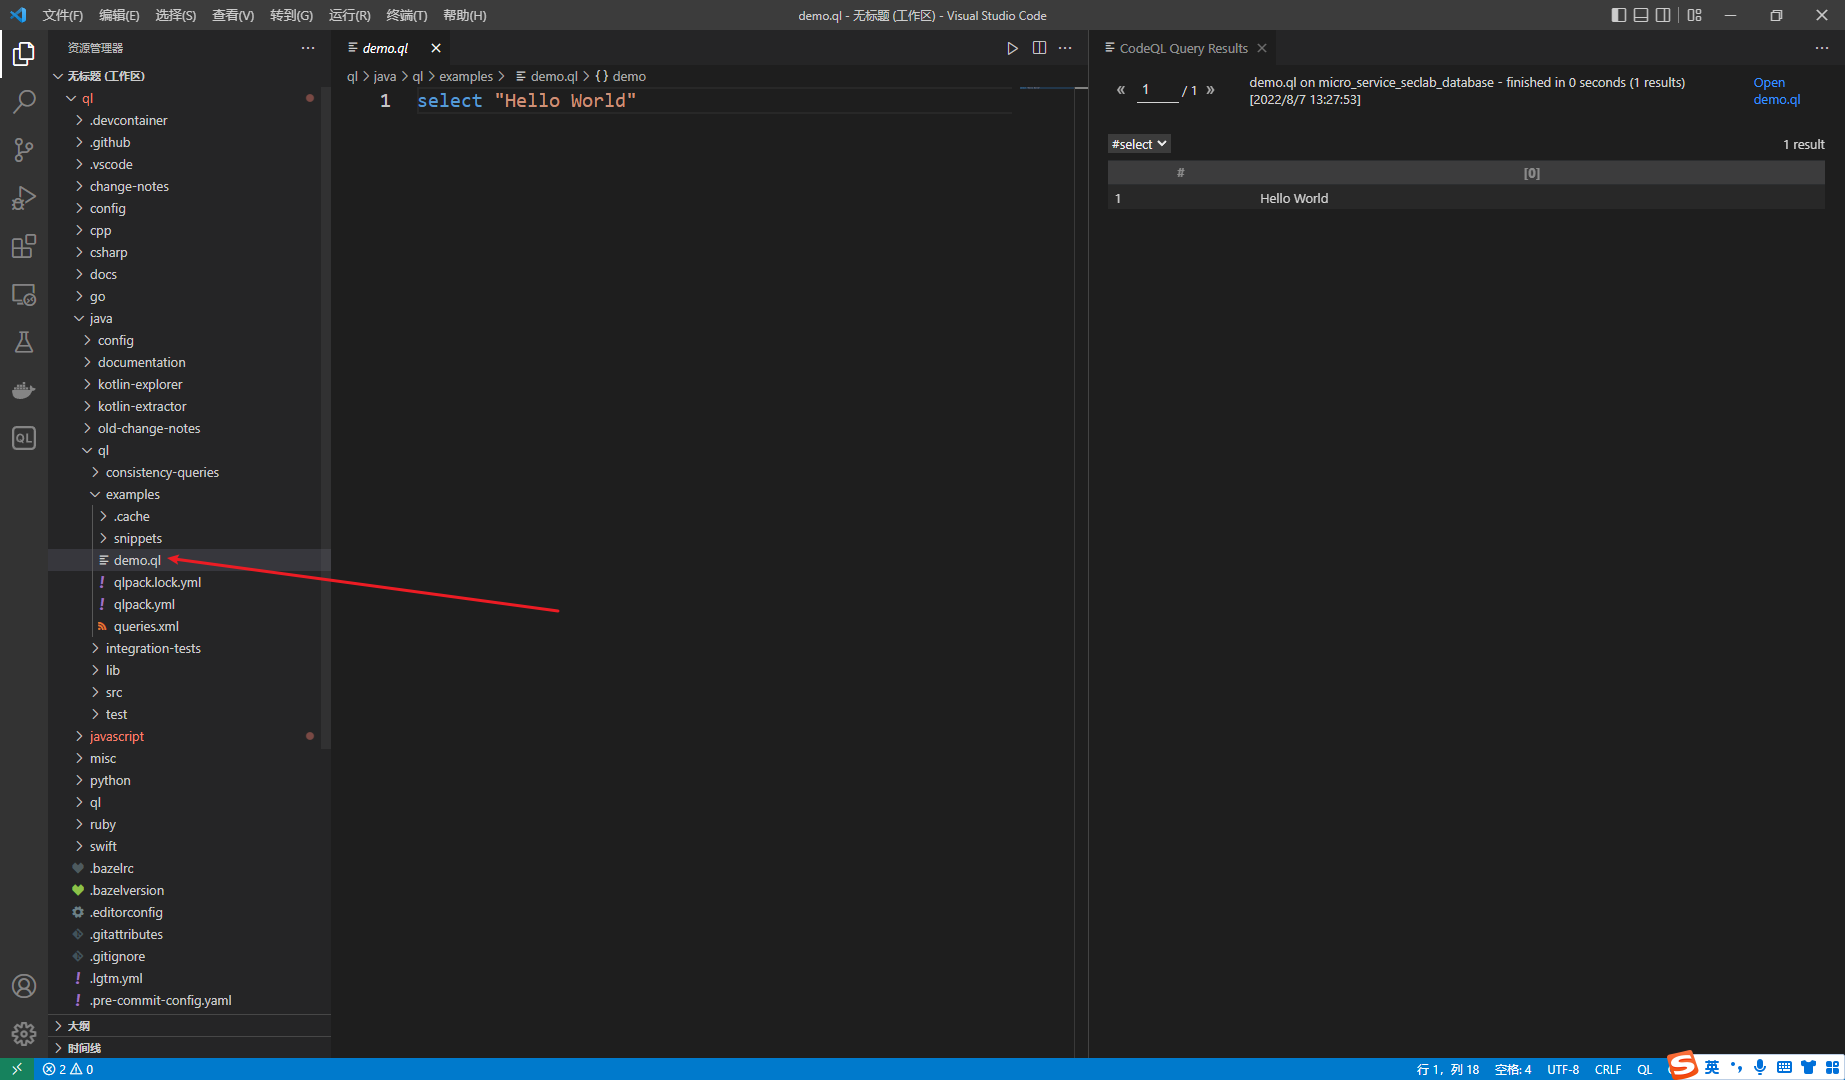 文件(F) 编辑(E) 选择(S) 查看(V) 转到(G) 运行(R) 终端(T) 帮助(H) demo.ql - 无标题 (工作区) - Visual Studio Code
资源管理器
无标题 (工作区)
ql
.devcontainer
.github
.vscode
change-notes
config
cpp
csharp
docs
go
java
config
documentation
kotlin-explorer
kotlin-extractor
old-change-notes
ql
consistency-queries
examples
.cache
snippets
demo.ql
qlpack.lock.yml
qlpack.yml
queries.xml
integration-tests
lib
src
test
javascript
misc
python
ql
ruby
swift
.bazelrc
.bazelversion
.editorconfig
.gitattributes
.gitignore
.lgtm.yml
.pre-commit-config.yaml
大纲
时间线
QL
demo.ql
ql > java > ql > examples > demo.ql > {} demo
1 select "Hello World"
CodeQL Query Results
« 1 / 1 »
demo.ql on micro_service_seclab_database - finished in 0 seconds (1 results)
[2022/8/7 13:27:53]
Open
demo.ql
#select 1 result
# [0]
1 Hello World
2 0 行 1，列 18 空格: 4 UTF-8 CRLF QL
S 英